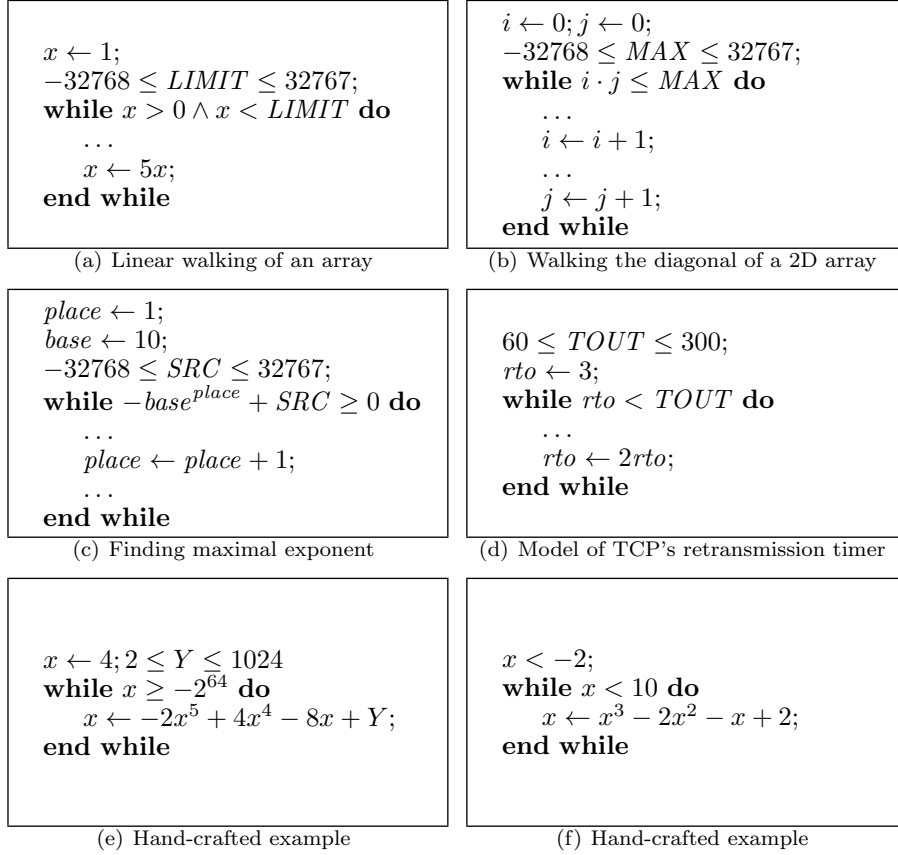 x ← 1;
−32768 ≤ LIMIT ≤ 32767;
while x > 0 ∧ x < LIMIT do
...
x ← 5x;
end while
(a) Linear walking of an array
i ← 0; j ← 0;
−32768 ≤ MAX ≤ 32767;
while i · j ≤ MAX do
...
i ← i + 1;
...
j ← j + 1;
end while
(b) Walking the diagonal of a 2D array
place ← 1;
base ← 10;
−32768 ≤ SRC ≤ 32767;
while −base^place + SRC ≥ 0 do
...
place ← place + 1;
...
end while
(c) Finding maximal exponent
60 ≤ TOUT ≤ 300;
rto ← 3;
while rto < TOUT do
...
rto ← 2rto;
end while
(d) Model of TCP's retransmission timer
x ← 4; 2 ≤ Y ≤ 1024
while x ≥ −2^64 do
x ← −2x^5 + 4x^4 − 8x + Y;
end while
(e) Hand-crafted example
x < −2;
while x < 10 do
x ← x^3 − 2x^2 − x + 2;
end while
(f) Hand-crafted example